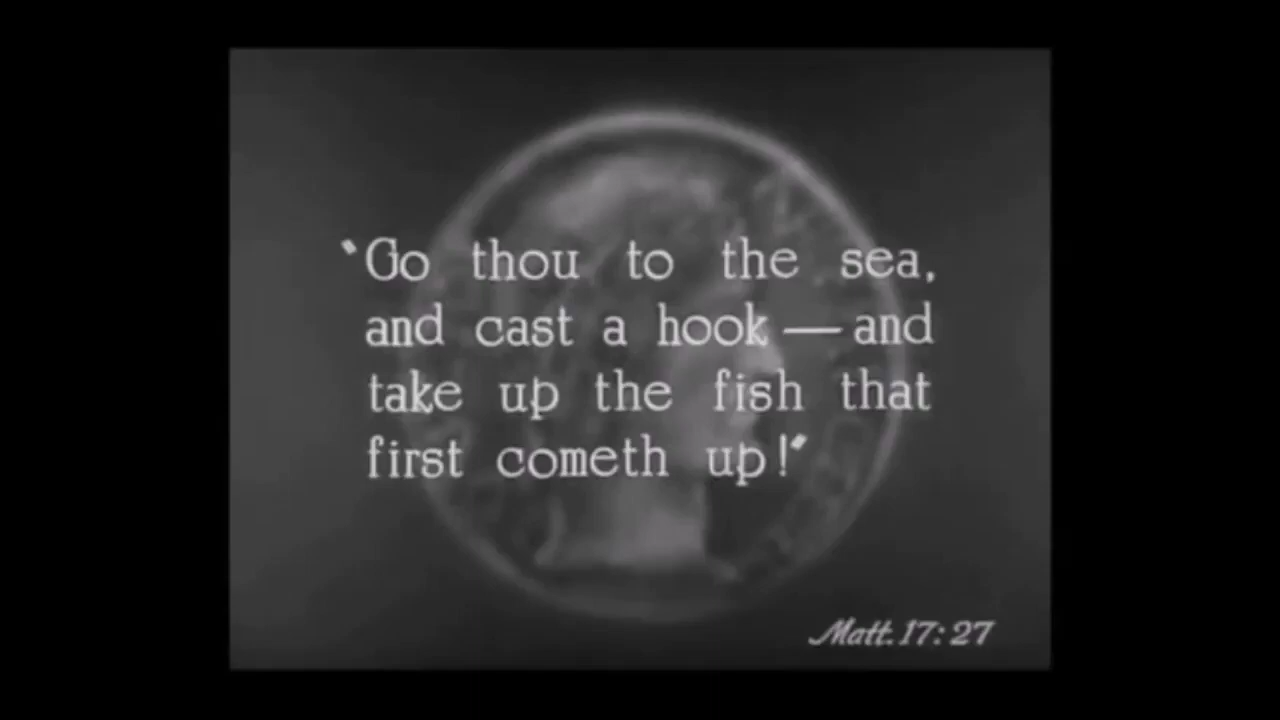 "Go thou to the sea,
and cast a hook — and
take up the fish that
first cometh up!"
Matt. 17:27